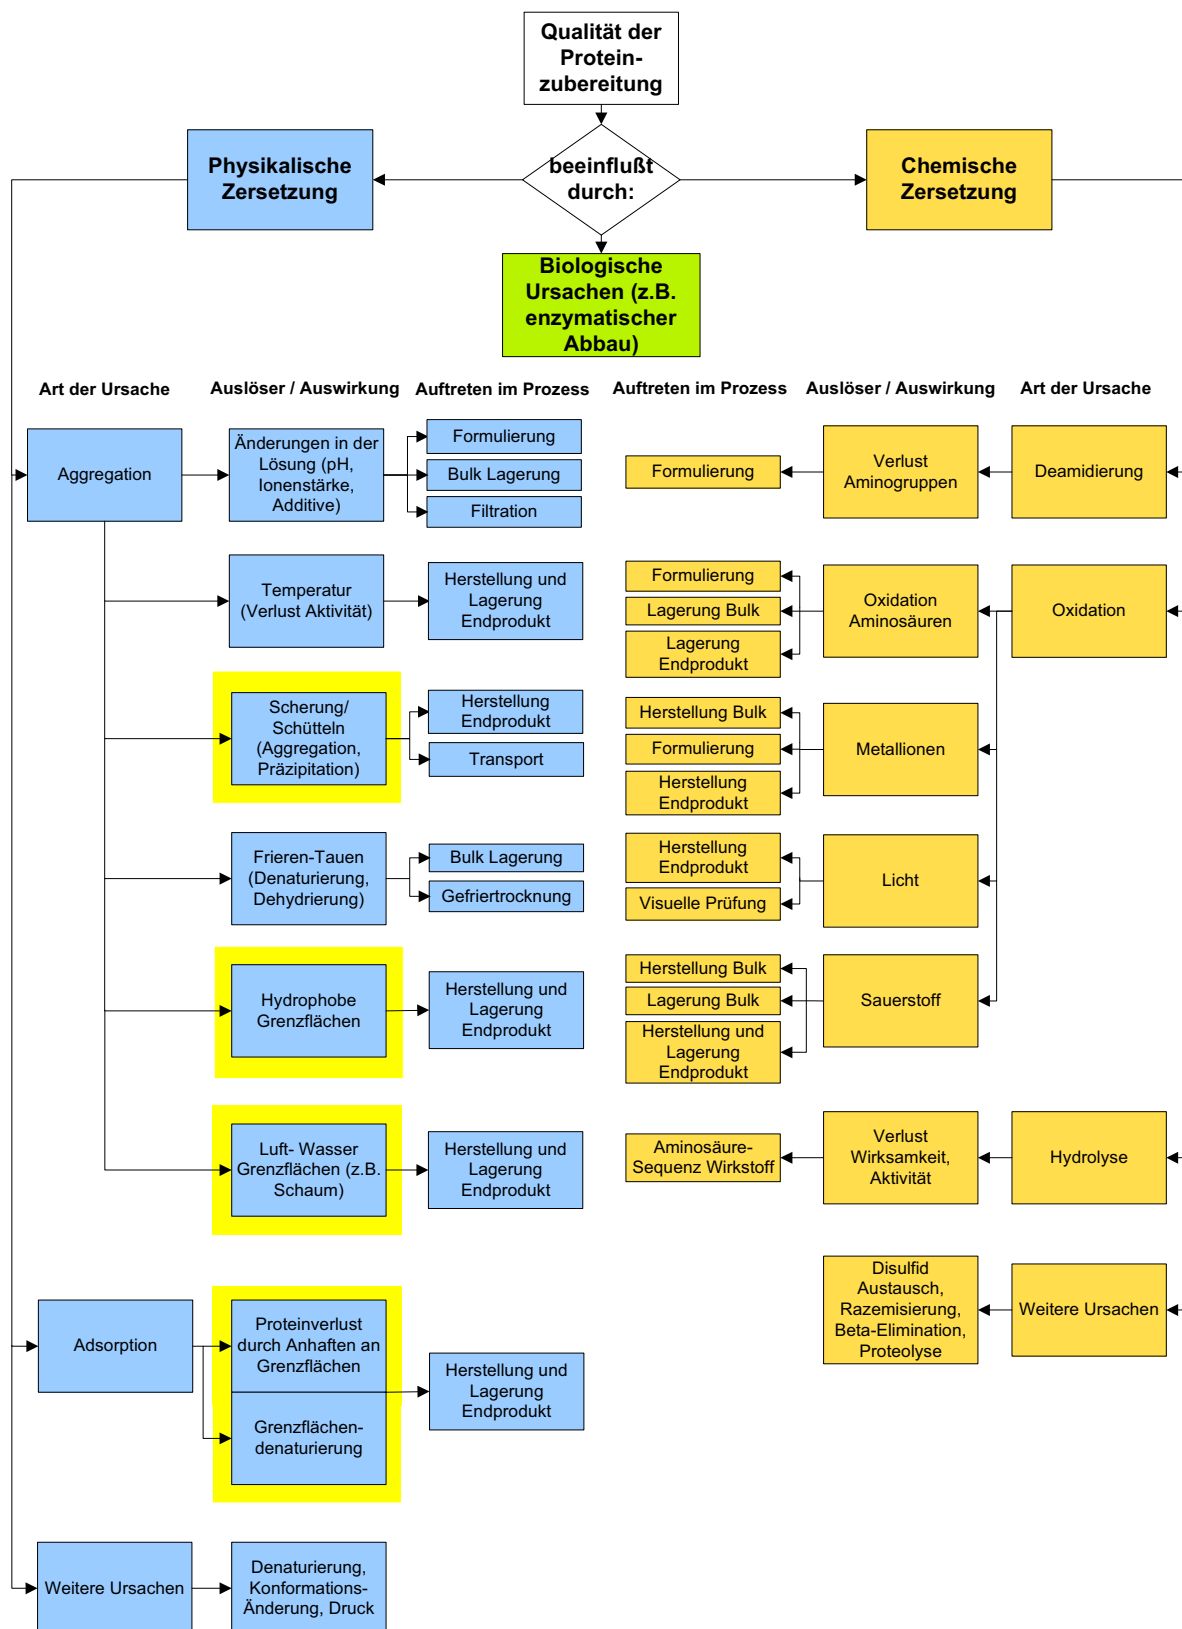 Qualität der
Protein-
zubereitung
beeinflußt
durch:
Physikalische
Zersetzung
Chemische
Zersetzung
Biologische
Ursachen (z.B.
enzymatischer
Abbau)
Art der Ursache
Auslöser / Auswirkung
Auftreten im Prozess
Aggregation
Änderungen in der
Lösung (pH,
Ionenstärke,
Additive)
Formulierung
Bulk Lagerung
Filtration
Temperatur
(Verlust Aktivität)
Herstellung und
Lagerung
Endprodukt
Scherung/
Schütteln
(Aggregation,
Präzipitation)
Herstellung
Endprodukt
Transport
Frieren-Tauen
(Denaturierung,
Dehydrierung)
Bulk Lagerung
Gefriertrocknung
Hydrophobe
Grenzflächen
Herstellung und
Lagerung
Endprodukt
Luft- Wasser
Grenzflächen (z.B.
Schaum)
Herstellung und
Lagerung
Endprodukt
Adsorption
Proteinverlust
durch Anhaften an
Grenzflächen
Grenzflächen-
denaturierung
Herstellung und
Lagerung
Endprodukt
Weitere Ursachen
Denaturierung,
Konformations-
Änderung, Druck
Auftreten im Prozess
Auslöser / Auswirkung
Art der Ursache
Formulierung
Verlust
Aminogruppen
Deamidierung
Formulierung
Lagerung Bulk
Lagerung
Endprodukt
Oxidation
Aminosäuren
Oxidation
Herstellung Bulk
Formulierung
Herstellung
Endprodukt
Metallionen
Herstellung
Endprodukt
Visuelle Prüfung
Licht
Herstellung Bulk
Lagerung Bulk
Herstellung und
Lagerung
Endprodukt
Sauerstoff
Aminosäure-
Sequenz Wirkstoff
Verlust
Wirksamkeit,
Aktivität
Hydrolyse
Disulfid
Austausch,
Razemisierung,
Beta-Elimination,
Proteolyse
Weitere Ursachen